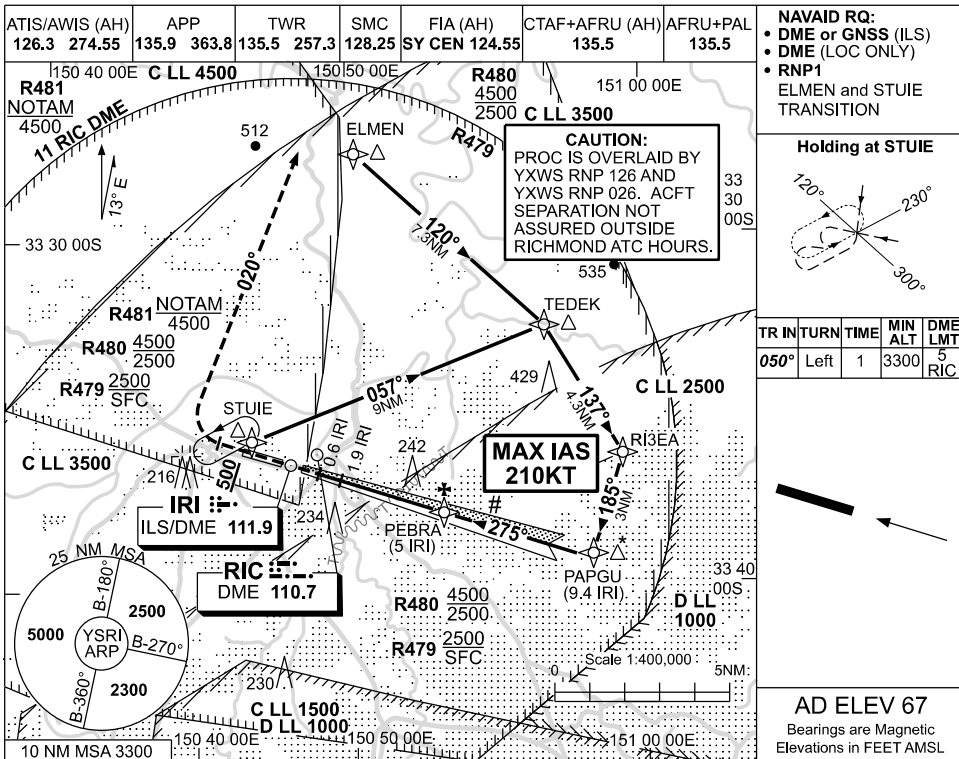 ATIS/AWIS (AH) APP TWR SMC FIA (AH) CTAF+AFRU (AH) AFRU+PAL
126.3 274.55 135.9 363.8 135.5 257.3 128.25 SY CEN 124.55 135.5 135.5
NAVAID RQ:
• DME or GNSS (ILS)
• DME (LOC ONLY)
• RNP1
ELMEN and STUIE
TRANSITION
150 40 00E
C LL 4500
150 50 00E
R480
4500
2500
151 00 00E
C LL 3500
R481
NOTAM
4500
11 RIC DME
512
ELMEN
R479
CAUTION:
PROC IS OVERLAID BY
YXWS RNP 126 AND
YXWS RNP 026. ACFT
SEPARATION NOT
ASSURED OUTSIDE
RICHMOND ATC HOURS.
33
30
00S
13° E
33 30 00S
120°
7.3NM
535
020°
TEDEK
R481 NOTAM
4500
R480 4500
2500
R479 2500
SFC
429
C LL 2500
057°
9NM
137°
4.3NM
STUIE
RI3EA
C LL 3500
216
500
0.6 IRI
1.9 IRI
242
MAX IAS
210KT
185°
3NM
IRI
ILS/DME 111.9
234
PEBRA
(5 IRI)
#
275°
*
PAPGU
(9.4 IRI)
33 40
00S
RIC
DME 110.7
D LL
1000
R480 4500
2500
R479 2500
SFC
25 NM MSA
B-180°
5000
2500
YSRI
ARP
B-270°
B-360°
2300
230
Scale 1:400,000
0 5NM
C LL 1500
D LL 1000
10 NM MSA 3300
150 40 00E
150 50 00E
151 00 00E
Holding at STUIE
120°
230°
300°
TR IN TURN TIME MIN ALT DME LMT
050° Left 1 3300 5 RIC
AD ELEV 67
Bearings are Magnetic
Elevations in FEET AMSL